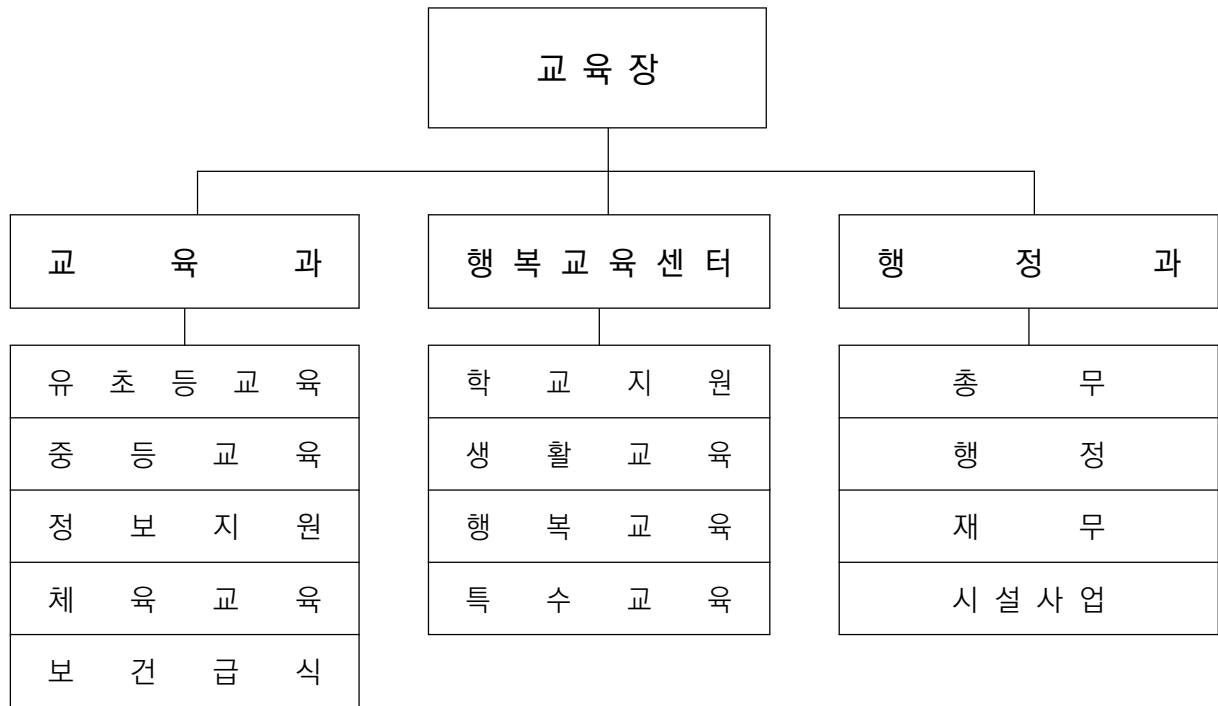 교육장
교육과
행복교육센터
행정과
유초등교육
중등교육
정보지원
체육교육
보건급식
학교지원
생활교육
행복교육
특수교육
총무
행정
재무
시설사업